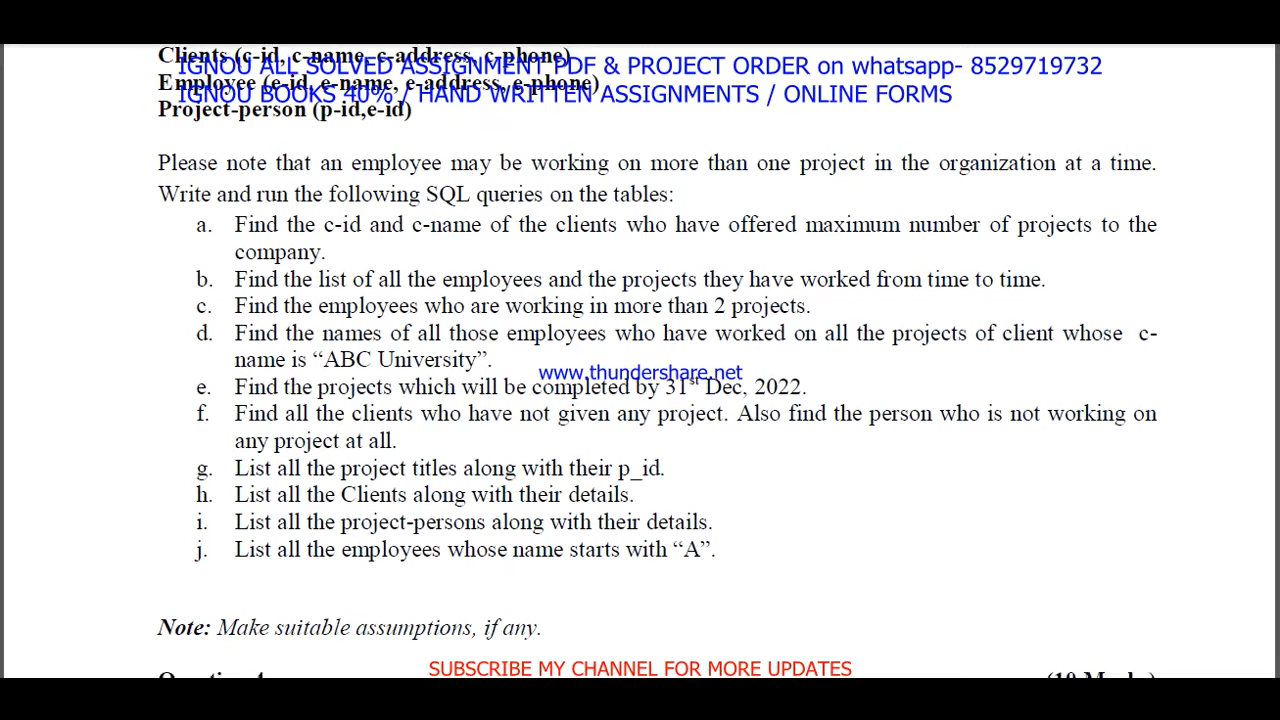 Clients (c-id, c-name, c-address, c-phone)
IGNOU ALL SOLVED ASSIGNMENT PDF & PROJECT ORDER on whatsapp- 8529719732
Employee (e-id, e-name, e-address, e-phone)
IGNOU BOOKS 40% / HAND WRITTEN ASSIGNMENTS / ONLINE FORMS
Project-person (p-id,e-id)
Please note that an employee may be working on more than one project in the organization at a time.
Write and run the following SQL queries on the tables:
a. Find the c-id and c-name of the clients who have offered maximum number of projects to the
company.
b. Find the list of all the employees and the projects they have worked from time to time.
c. Find the employees who are working in more than 2 projects.
d. Find the names of all those employees who have worked on all the projects of client whose c-
name is “ABC University”.
www.thundershare.net
e. Find the projects which will be completed by 31st Dec, 2022.
f. Find all the clients who have not given any project. Also find the person who is not working on
any project at all.
g. List all the project titles along with their p_id.
h. List all the Clients along with their details.
i. List all the project-persons along with their details.
j. List all the employees whose name starts with “A”.
Note: Make suitable assumptions, if any.
SUBSCRIBE MY CHANNEL FOR MORE UPDATES